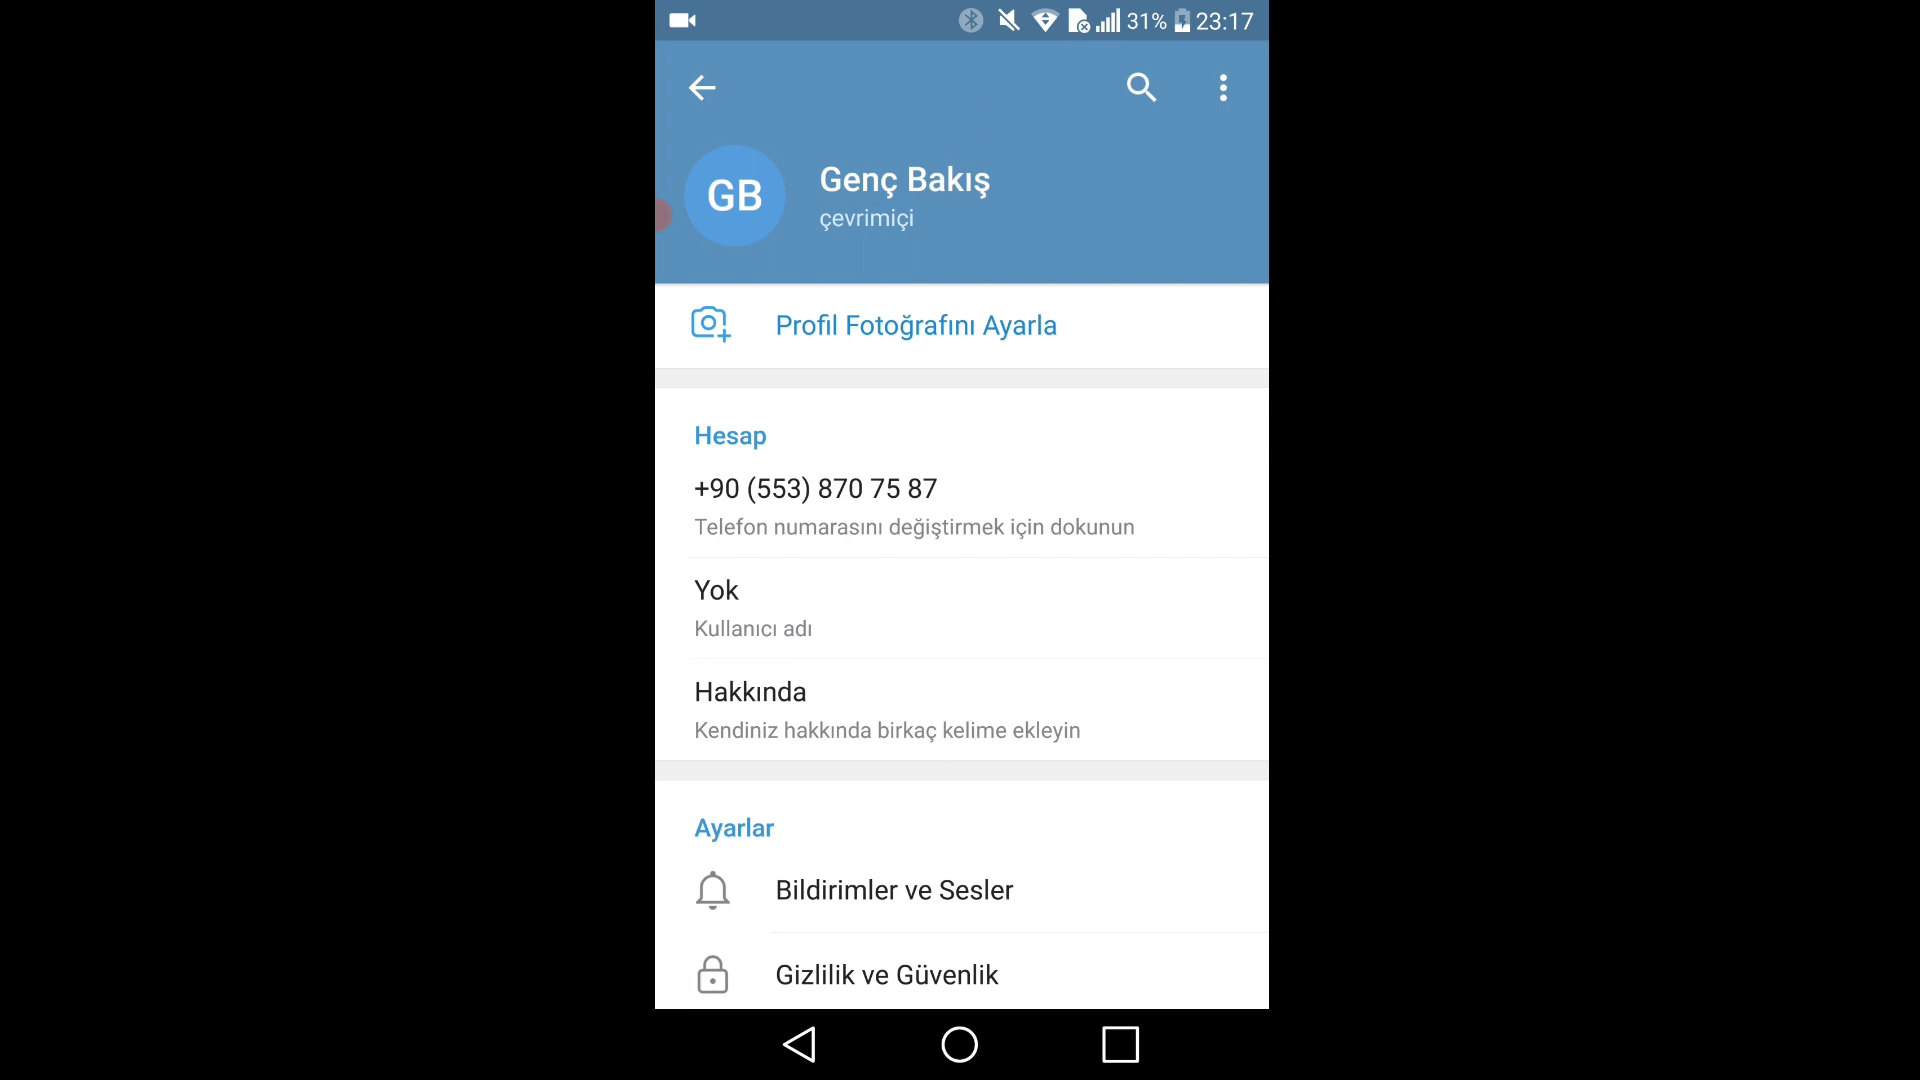 31% 23:17
GB
Genç Bakış
çevrimiçi
Profil Fotoğrafını Ayarla
Hesap
+90 (553) 870 75 87
Telefon numarasını değiştirmek için dokunun
Yok
Kullanıcı adı
Hakkında
Kendiniz hakkında birkaç kelime ekleyin
Ayarlar
Bildirimler ve Sesler
Gizlilik ve Güvenlik